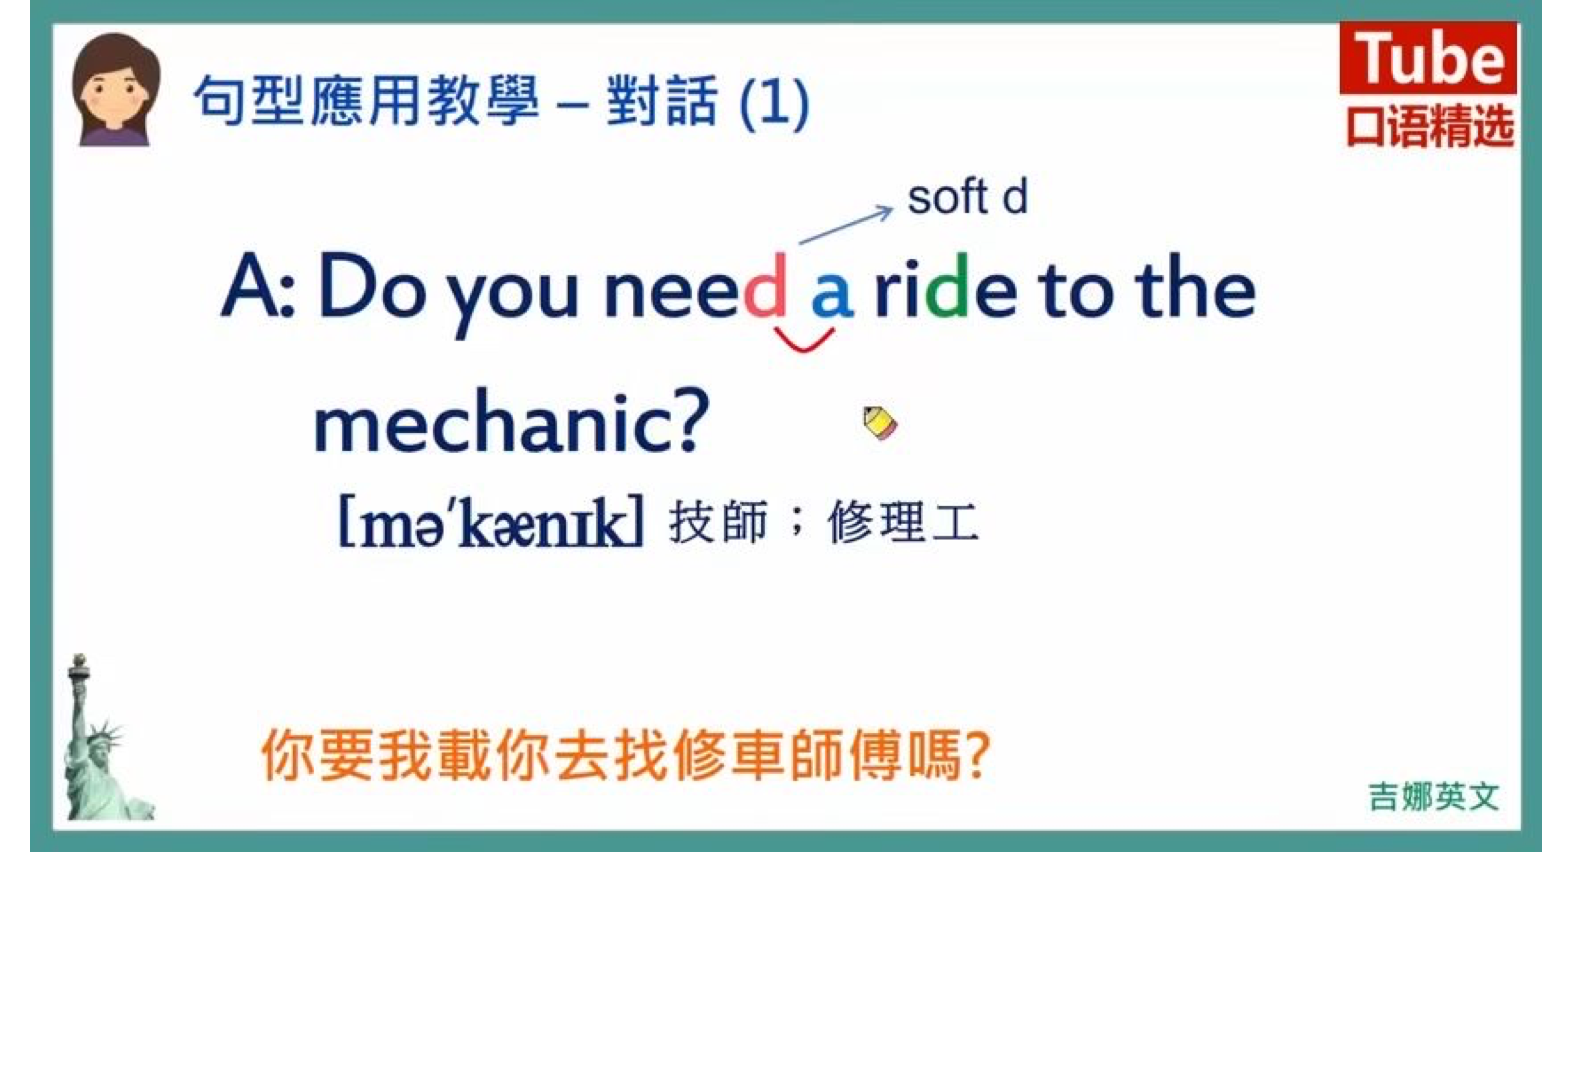 句型應用教學 – 對話 (1)
Tube
口语精选
soft d
A: Do you need a ride to the
mechanic?
[mə′kænɪk] 技師；修理工
你要我載你去找修車師傅嗎?
吉娜英文